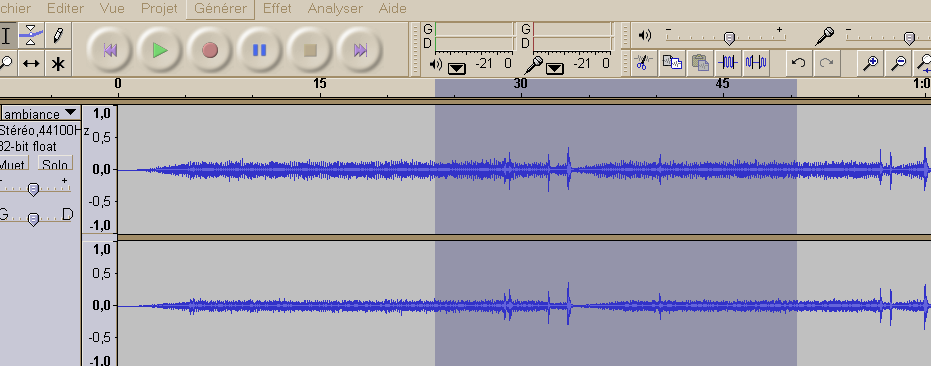 chier Editer Vue Projet Générer Effet Analyser Aide
G
D
-21 0
G
D
-21 0
- +
-
0 15 30 45 1:0
ambiance
Stéréo,44100Hz
32-bit float
Muet Solo
- +
G D
1,0
0,5
0,0
-0,5
-1,0
1,0
0,5
0,0
-0,5
-1,0